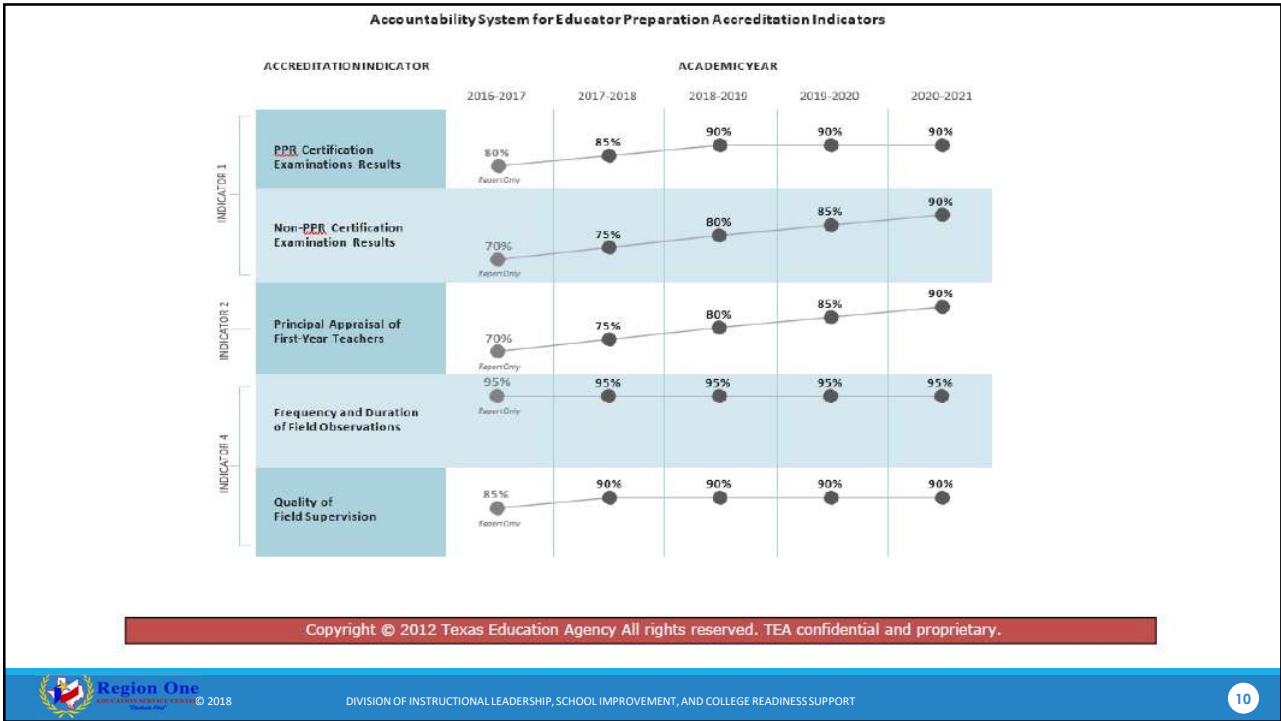 Accountability System for Educator Preparation Accreditation Indicators
ACCREDITATION INDICATOR
ACADEMIC YEAR
2016-2017 2017-2018 2018-2019 2019-2020 2020-2021
INDICATOR 1
PPR Certification
Examinations Results
80% 85% 90% 90% 90%
Report Only
Non-PPR Certification
Examination Results
70% 75% 80% 85% 90%
Report Only
INDICATOR 2
Principal Appraisal of
First-Year Teachers
70% 75% 80% 85% 90%
Report Only
INDICATOR 4
Frequency and Duration
of Field Observations
95% 95% 95% 95% 95%
Report Only
Quality of
Field Supervision
85% 90% 90% 90% 90%
Report Only
Copyright © 2012 Texas Education Agency All rights reserved. TEA confidential and proprietary.
Region One
EDUCATION SERVICE CENTER
© 2018
DIVISION OF INSTRUCTIONAL LEADERSHIP, SCHOOL IMPROVEMENT, AND COLLEGE READINESS SUPPORT
10